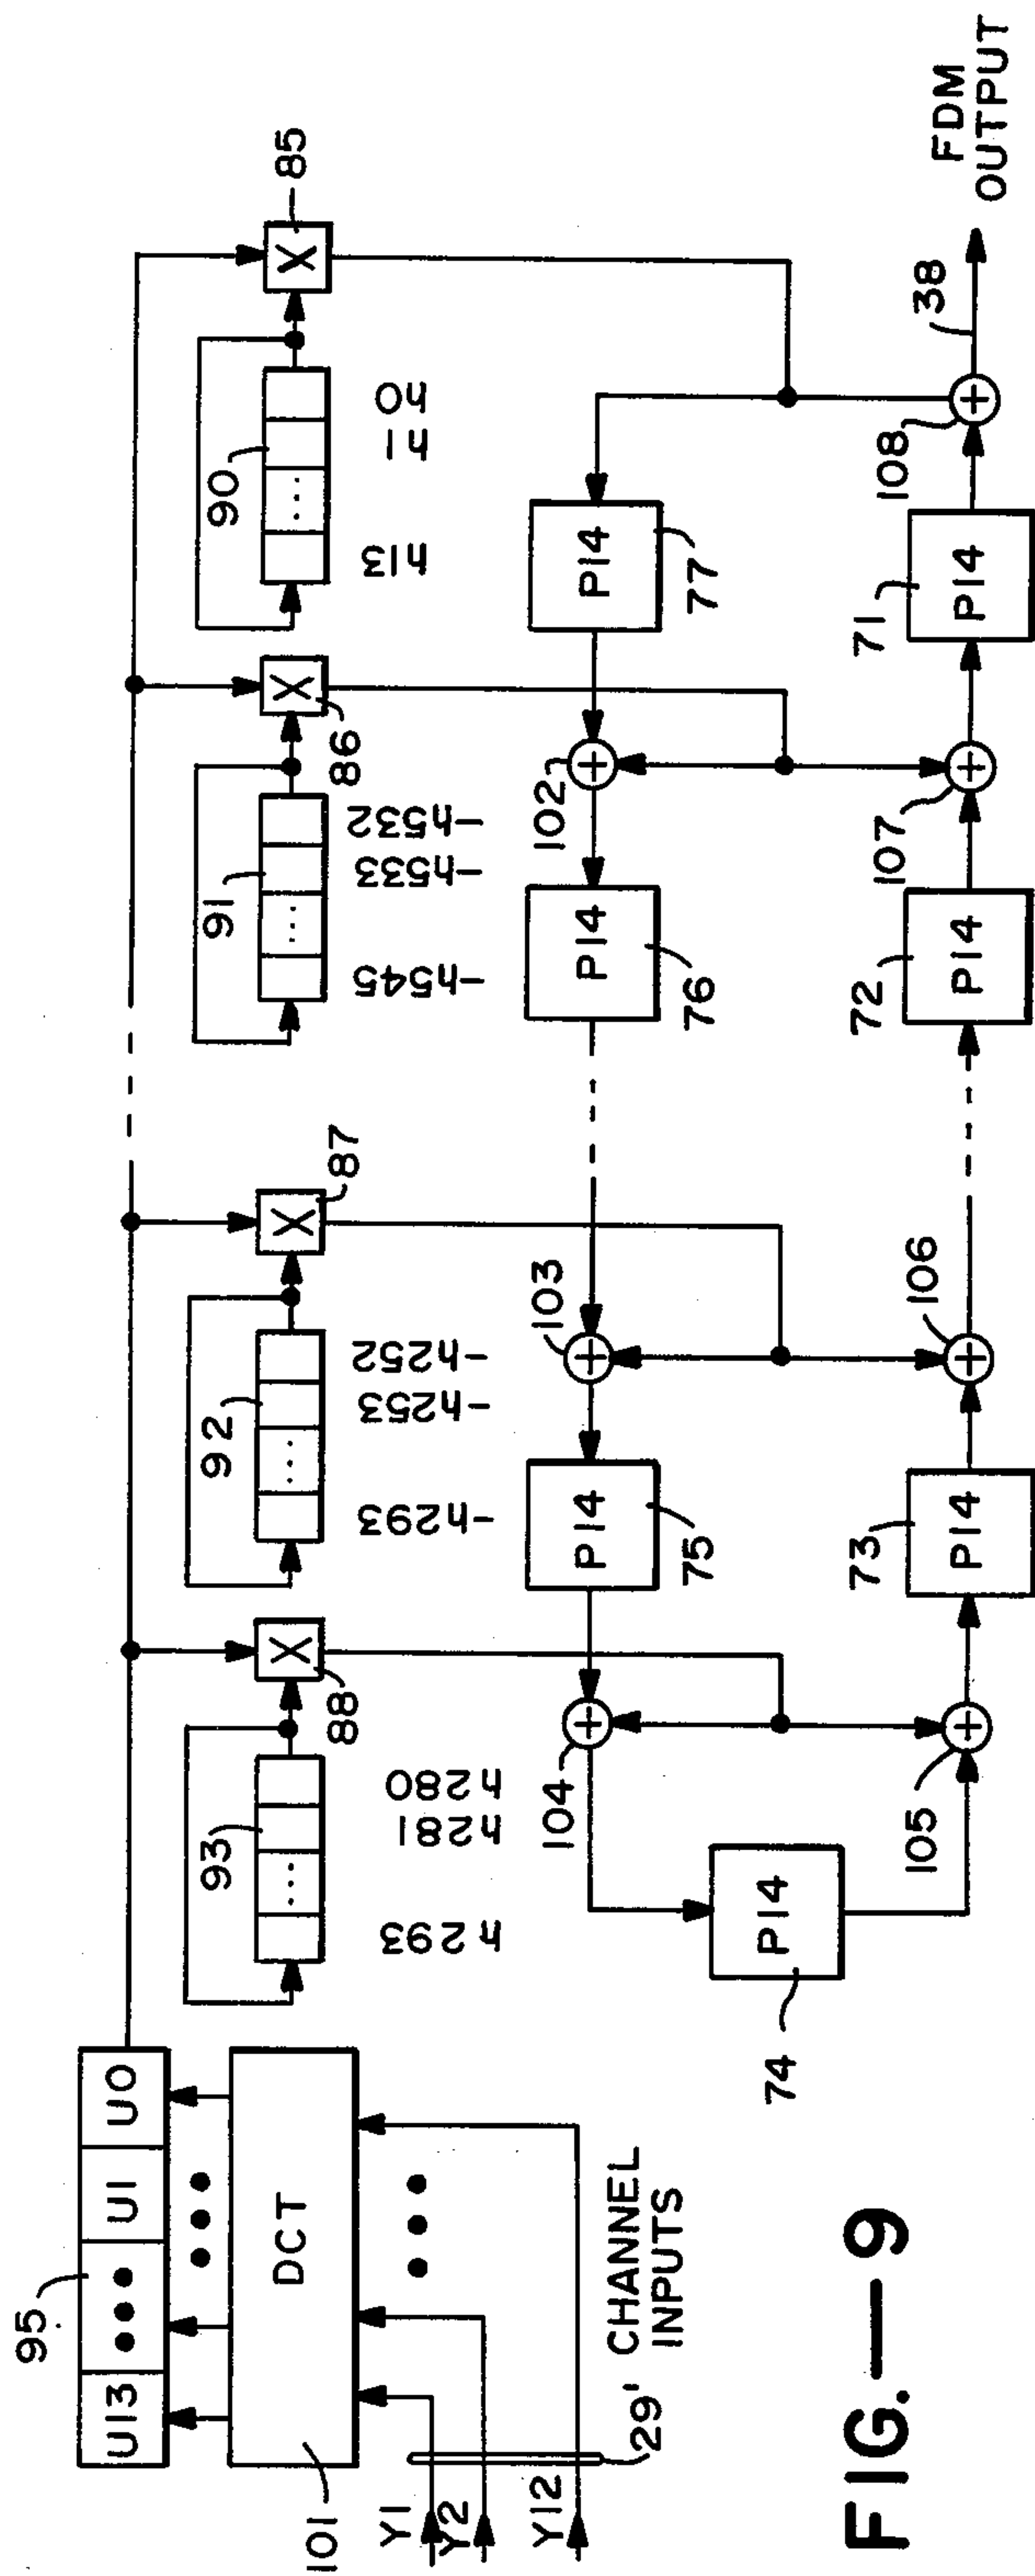 95
U13
U1
U0
101
DCT
Y1
Y2
Y12
29'
CHANNEL
INPUTS
93
h293
h281
h280
88
92
-h293
-h253
-h252
87
91
-h545
-h533
-h532
86
90
h13
h1
h0
85
104
103
102
P14
75
P14
76
P14
77
P14
74
105
106
107
108
P14
73
P14
72
P14
71
38
FDM
OUTPUT
FIG.—9